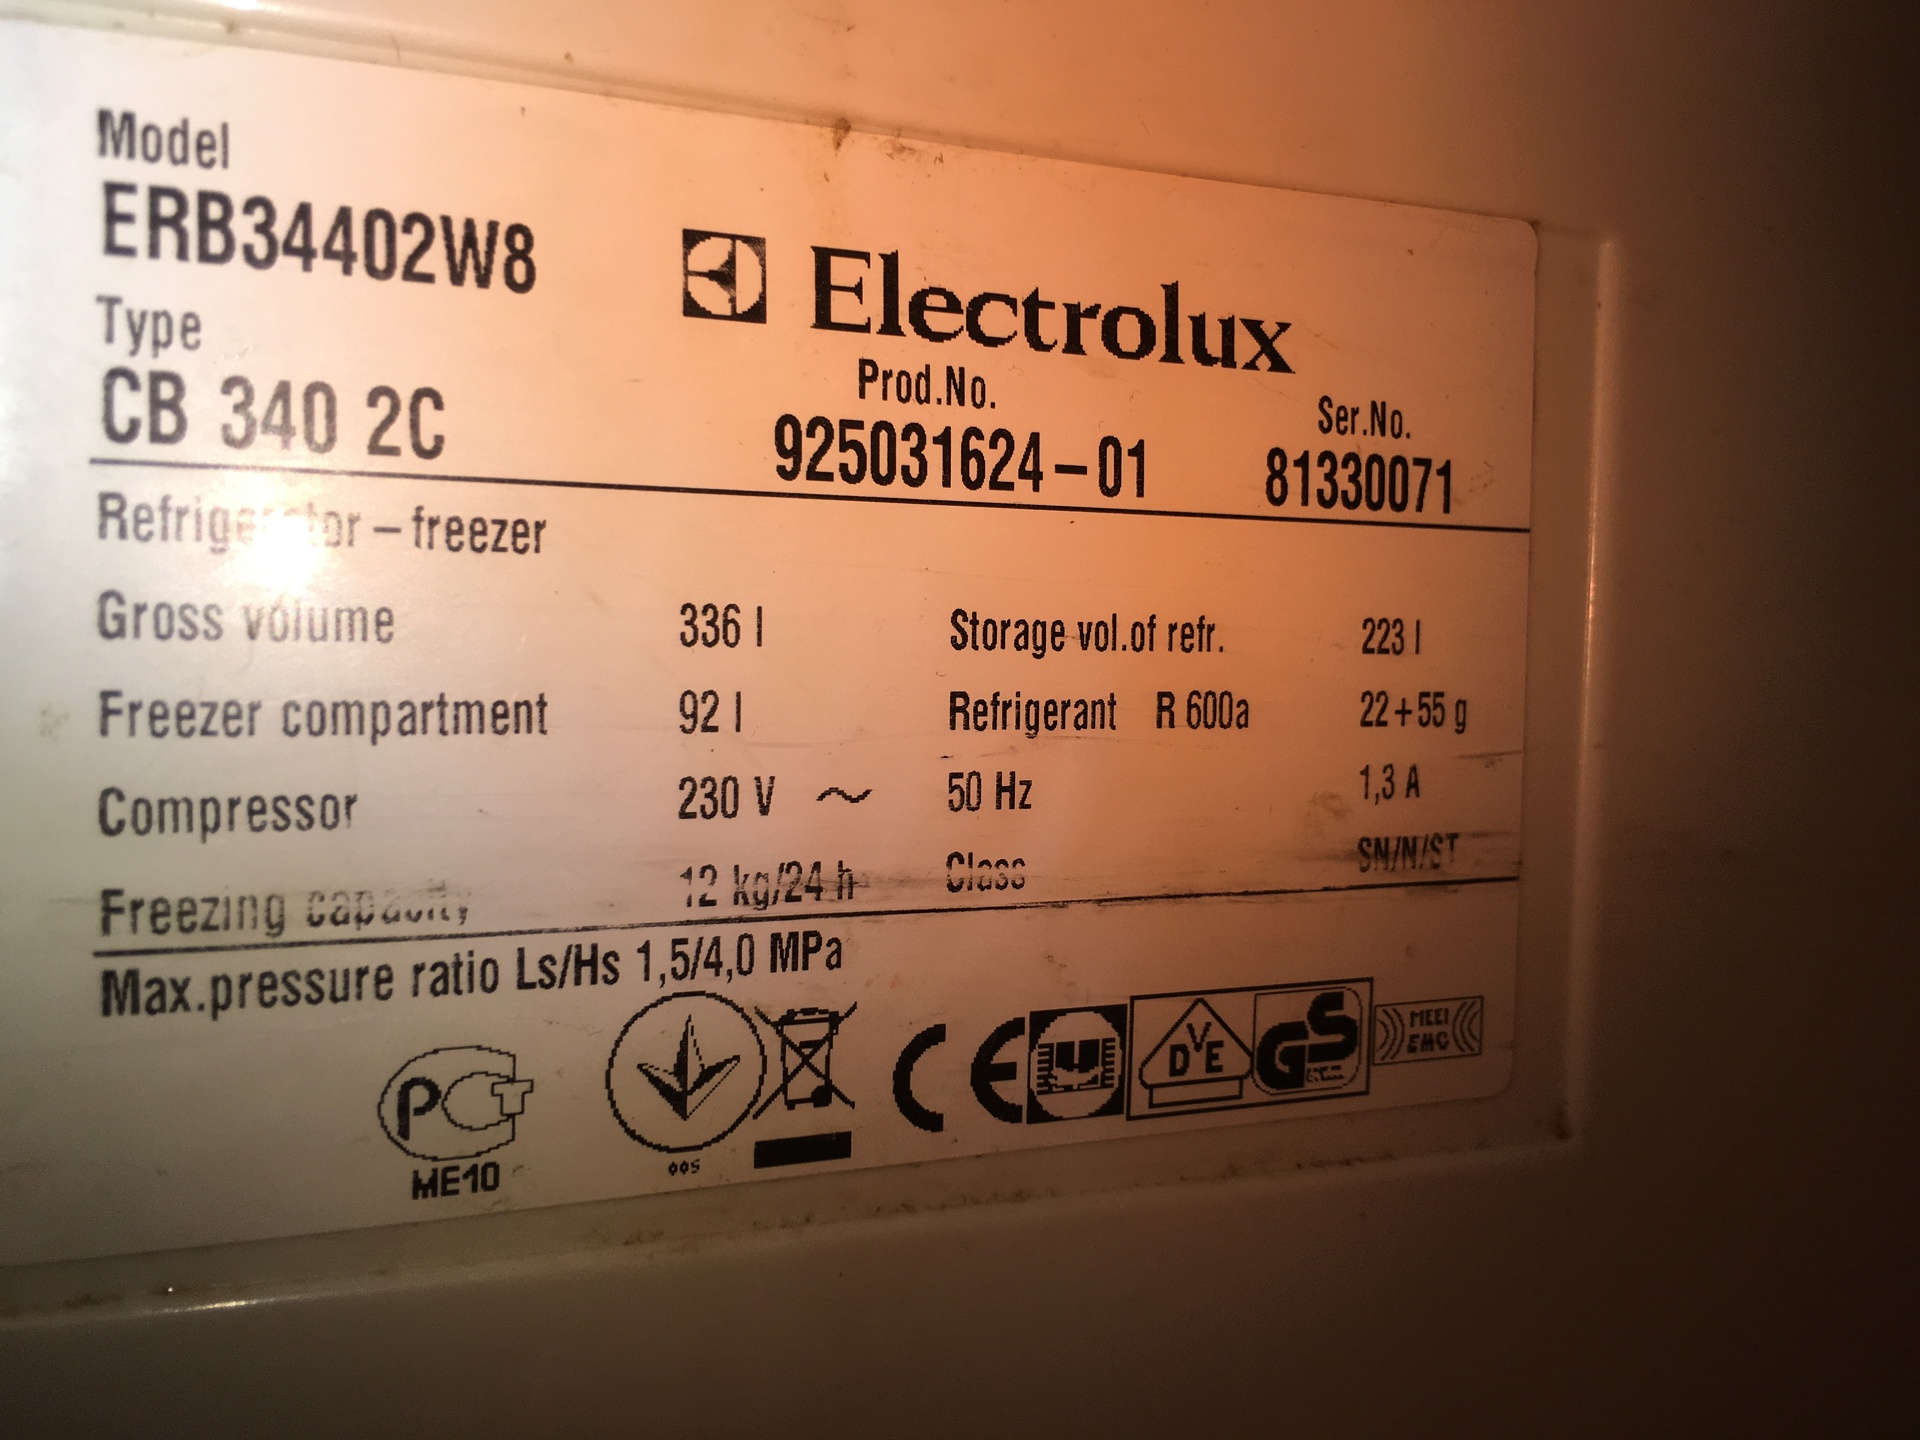 Model
ERB34402W8
Electrolux
Type
CB 340 2C
Prod.No.
925031624-01
Ser.No.
81330071
Refrigerator - freezer
Gross volume 336 l Storage vol.of refr. 223 l
Freezer compartment 92 l Refrigerant R 600a 22+55 g
Compressor 230 V ~ 50 Hz 1,3 A
Freezing capacity 12 kg/24 h Class SN/N/ST
Max.pressure ratio Ls/Hs 1,5/4,0 MPa
PCT
ME10
005
CE
DVE
GS
MEEI
EMC